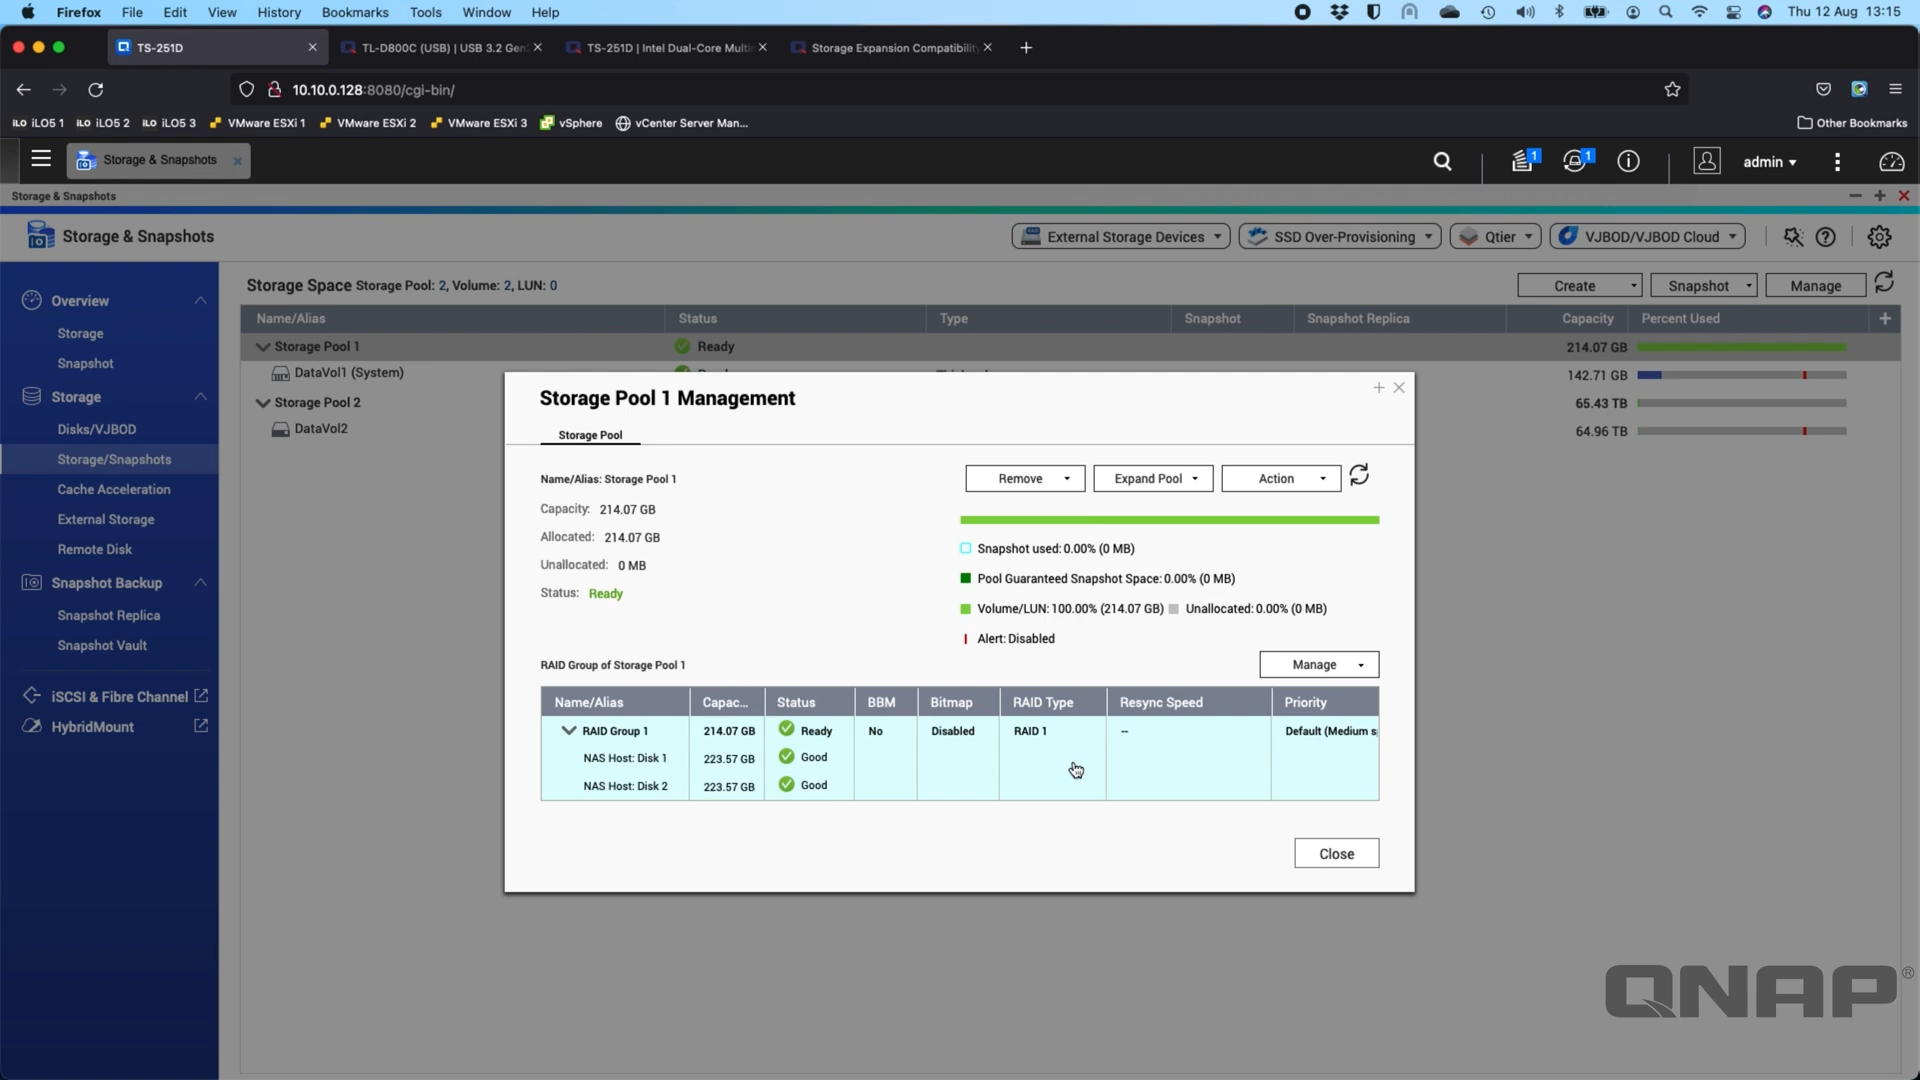 Firefox File Edit View History Bookmarks Tools Window Help Thu 12 Aug 13:15
TS-251D TL-D800C (USB) | USB 3.2 Gen TS-251D | Intel Dual-Core Multi Storage Expansion Compatibilit
10.10.0.128:8080/cgi-bin/
iLO iLO5 1 iLO iLO5 2 iLO iLO5 3 VMware ESXi 1 VMware ESXi 2 VMware ESXi 3 vSphere vCenter Server Man... Other Bookmarks
Storage & Snapshots 1 1 admin
Storage & Snapshots
Storage & Snapshots External Storage Devices SSD Over-Provisioning Qtier VJBOD/VJBOD Cloud
Overview
Storage
Snapshot
Storage
Disks/VJBOD
Storage/Snapshots
Cache Acceleration
External Storage
Remote Disk
Snapshot Backup
Snapshot Replica
Snapshot Vault
iSCSI & Fibre Channel
HybridMount
Storage Space Storage Pool: 2, Volume: 2, LUN: 0 Create Snapshot Manage
Name/Alias Status Type Snapshot Snapshot Replica Capacity Percent Used
Storage Pool 1 Ready 214.07 GB
DataVol1 (System) 142.71 GB
Storage Pool 2 65.43 TB
DataVol2 64.96 TB
Storage Pool 1 Management
Storage Pool
Name/Alias: Storage Pool 1 Remove Expand Pool Action
Capacity: 214.07 GB
Allocated: 214.07 GB
Unallocated: 0 MB
Status: Ready
Snapshot used: 0.00% (0 MB)
Pool Guaranteed Snapshot Space: 0.00% (0 MB)
Volume/LUN: 100.00% (214.07 GB) Unallocated: 0.00% (0 MB)
Alert: Disabled
RAID Group of Storage Pool 1 Manage
Name/Alias Capac... Status BBM Bitmap RAID Type Resync Speed Priority
RAID Group 1 214.07 GB Ready No Disabled RAID 1 -- Default (Medium s
NAS Host: Disk 1 223.57 GB Good
NAS Host: Disk 2 223.57 GB Good
Close
QNAP®